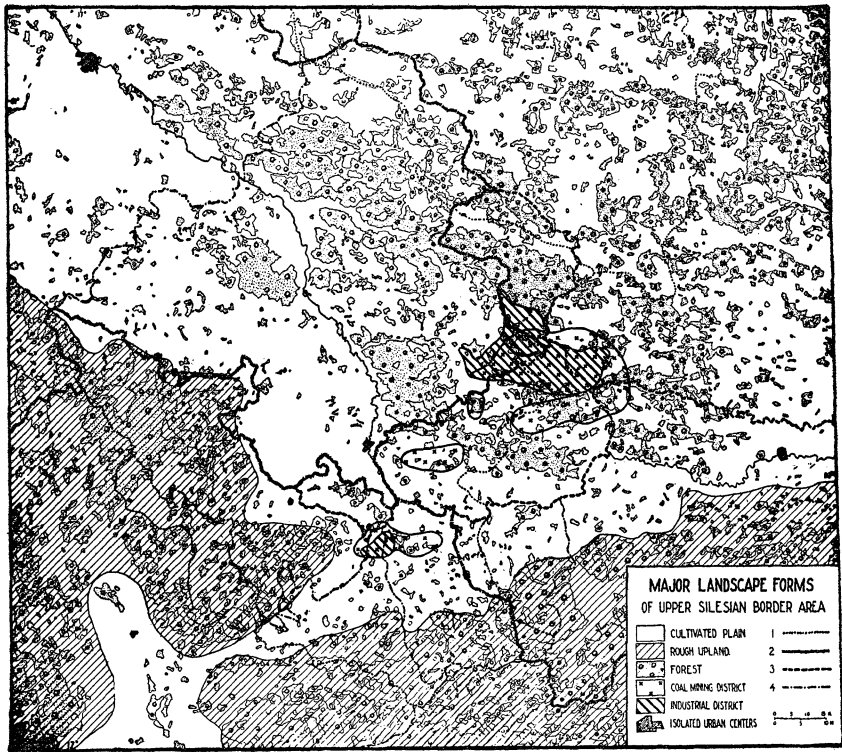 MAJOR LANDSCAPE FORMS
OF UPPER SILESIAN BORDER AREA
CULTIVATED PLAIN 1
ROUGH UPLAND 2
FOREST 3
COAL MINING DISTRICT 4
INDUSTRIAL DISTRICT
ISOLATED URBAN CENTERS